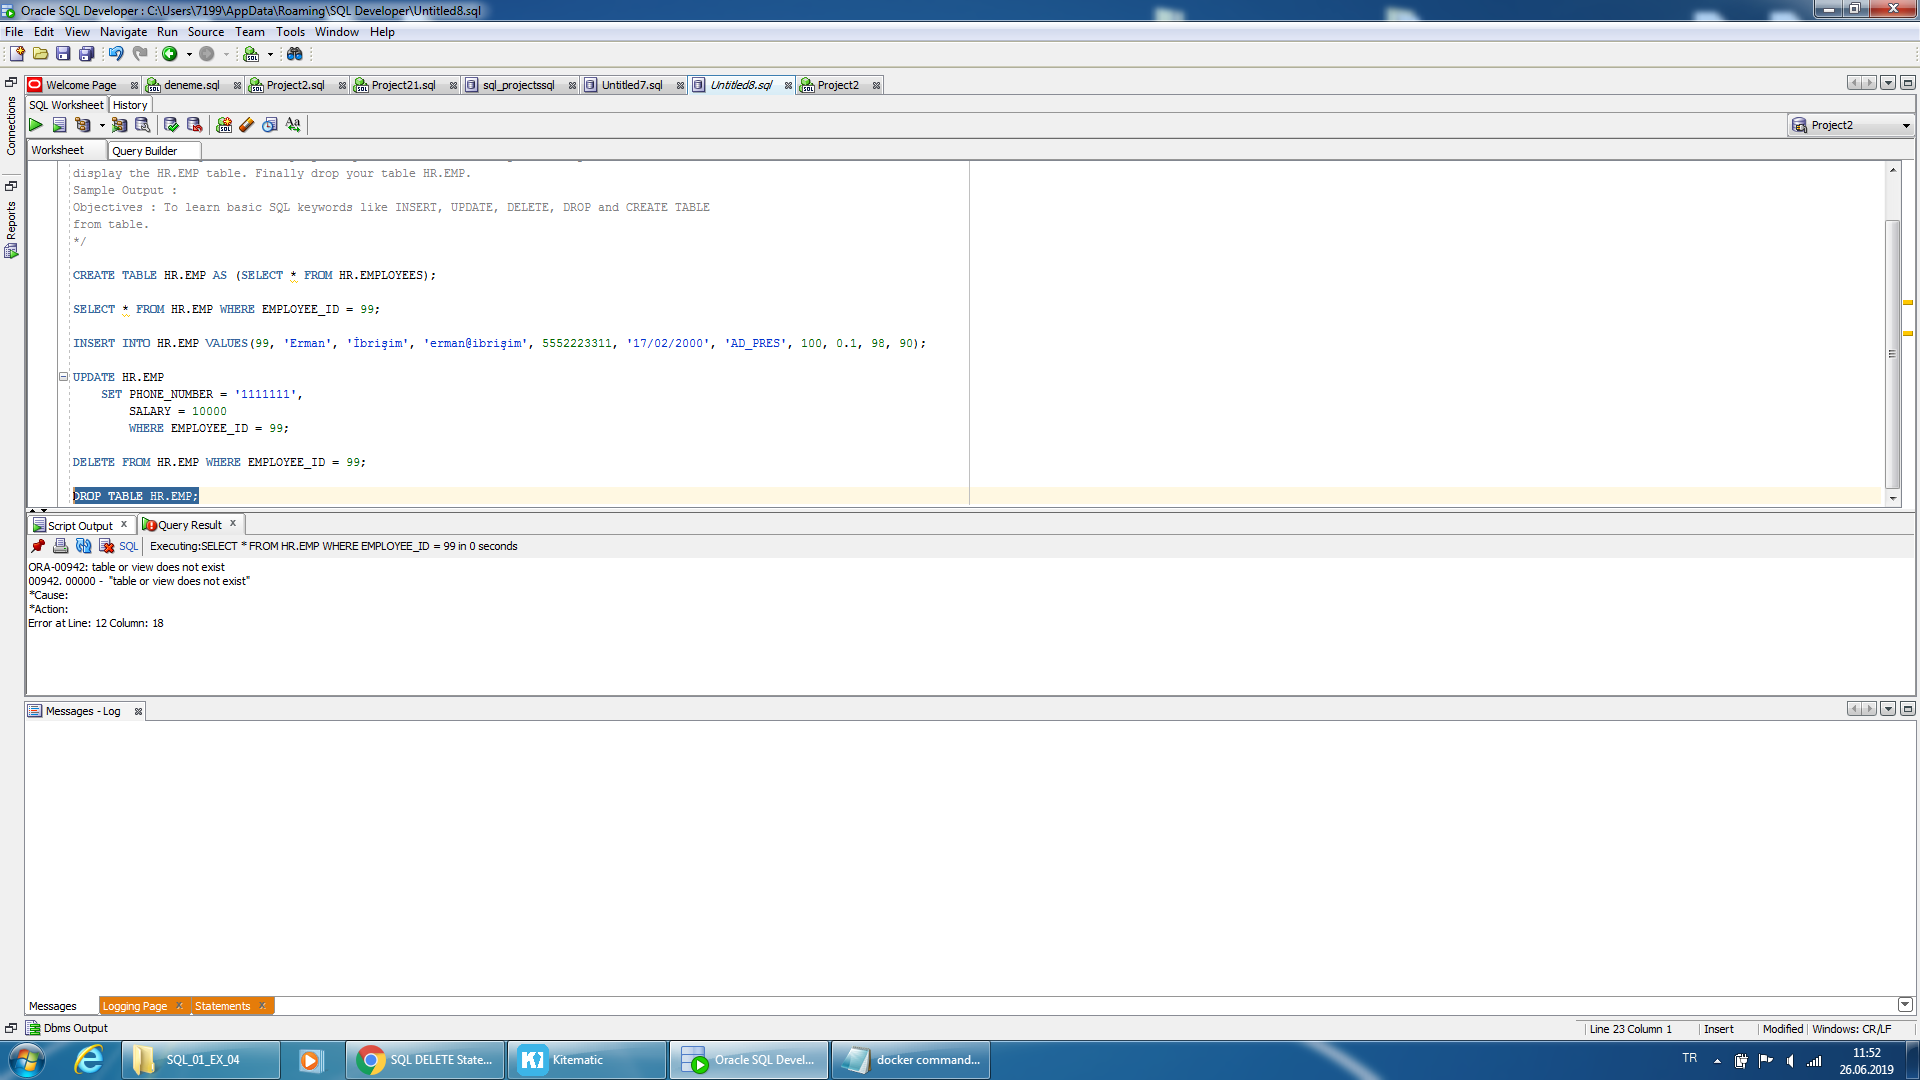 Oracle SQL Developer : C:\Users\7199\AppData\Roaming\SQL Developer\Untitled8.sql
File Edit View Navigate Run Source Team Tools Window Help
Welcome Page deneme.sql Project2.sql Project21.sql sql_projectssql Untitled7.sql Untitled8.sql Project2
SQL Worksheet History
Project2
Worksheet Query Builder
Connections
Reports
display the HR.EMP table. Finally drop your table HR.EMP.
Sample Output :
Objectives : To learn basic SQL keywords like INSERT, UPDATE, DELETE, DROP and CREATE TABLE
from table.
*/
CREATE TABLE HR.EMP AS (SELECT * FROM HR.EMPLOYEES);
SELECT * FROM HR.EMP WHERE EMPLOYEE_ID = 99;
INSERT INTO HR.EMP VALUES(99, 'Erman', 'İbrişim', 'erman@ibrişim', 5552223311, '17/02/2000', 'AD_PRES', 100, 0.1, 98, 90);
UPDATE HR.EMP
SET PHONE_NUMBER = '1111111',
SALARY = 10000
WHERE EMPLOYEE_ID = 99;
DELETE FROM HR.EMP WHERE EMPLOYEE_ID = 99;
DROP TABLE HR.EMP;
Script Output x Query Result x
SQL Executing:SELECT * FROM HR.EMP WHERE EMPLOYEE_ID = 99 in 0 seconds
ORA-00942: table or view does not exist
00942. 00000 - "table or view does not exist"
*Cause:
*Action:
Error at Line: 12 Column: 18
Messages - Log
Messages Logging Page x Statements x
Dbms Output
Line 23 Column 1 Insert Modified Windows: CR/LF
SQL_01_EX_04 SQL DELETE State... Kitematic Oracle SQL Devel... docker command...
TR
11:52
26.06.2019